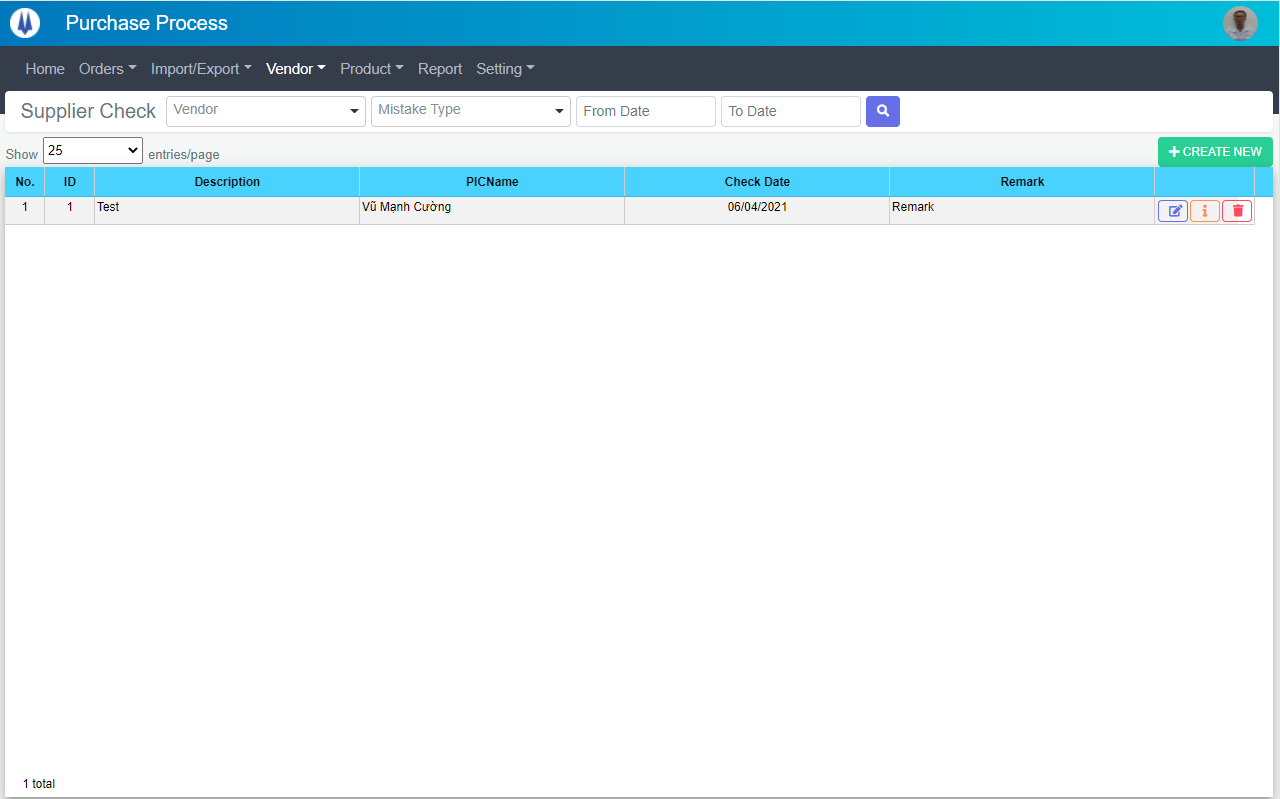 Purchase Process
Home Orders Import/Export Vendor Product Report Setting
Supplier Check Vendor Mistake Type From Date To Date
Show 25 entries/page CREATE NEW
No. ID Description PICName Check Date Remark
1 1 Test Vũ Mạnh Cường 06/04/2021 Remark
1 total